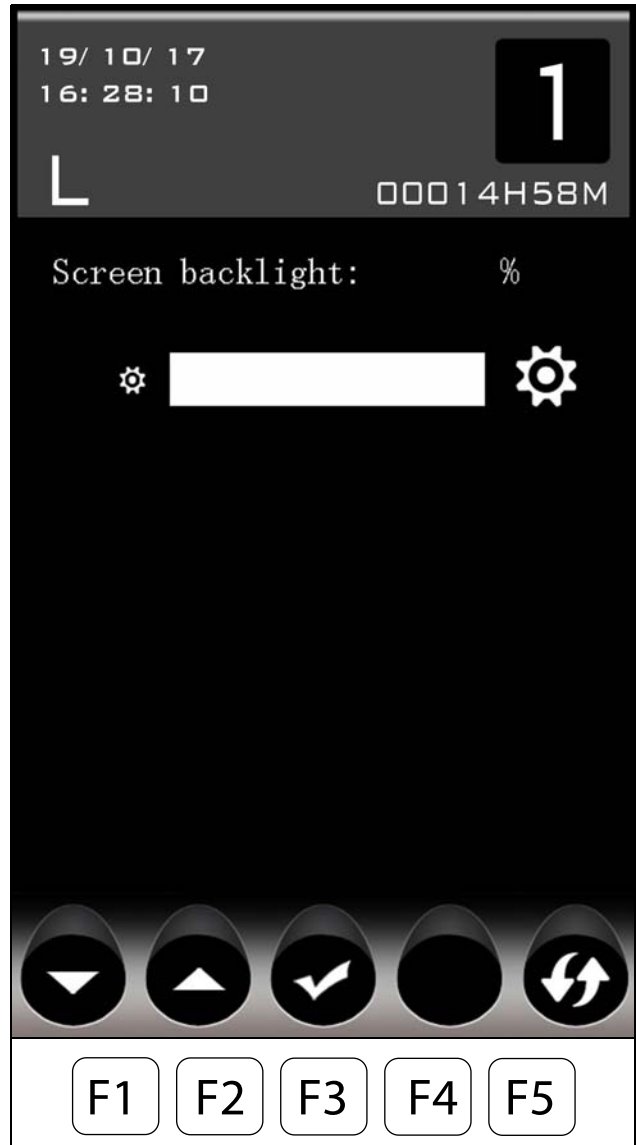 19/ 10/ 17
16: 28: 10
1
L
00014H58M
Screen backlight: %
F1 F2 F3 F4 F5